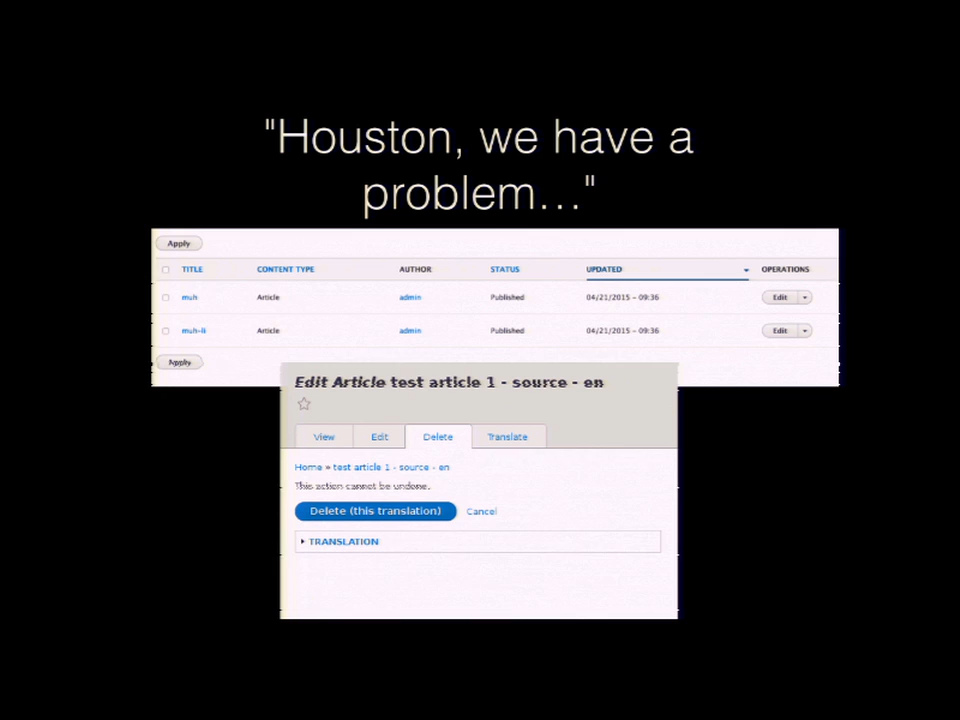 "Houston, we have a
problem…"
Apply
TITLE CONTENT TYPE AUTHOR STATUS UPDATED OPERATIONS
muh Article admin Published 04/21/2015 – 09:36 Edit
muh-li Article admin Published 04/21/2015 – 09:36 Edit
Apply
Edit Article test article 1 - source - en
View Edit Delete Translate
Home » test article 1 - source - en
This action cannot be undone.
Delete (this translation) Cancel
TRANSLATION